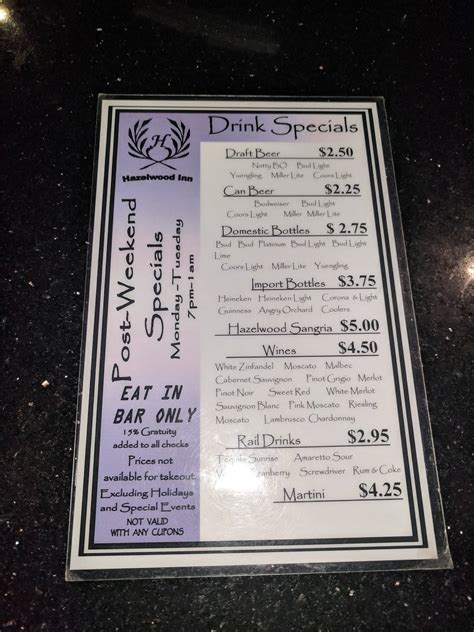 H
Hazelwood Inn
Post-Weekend
Specials
Monday-Tuesday
7pm-1am
EAT IN
BAR ONLY
15% Gratuity
added to all checks
Prices not
available for takeout
Excluding Holidays
and Special Events
NOT VALID
WITH ANY CUPONS
Drink Specials
Draft Beer $2.50
Natty BO Bud Light
Yuengling Miller Lite Coors Light
Can Beer $2.25
Budweiser Bud Light
Coors Light Miller Miller Lite
Domestic Bottles $ 2.75
Bud Bud Platinum Bud Light Bud Light
Lime
Coors Light Miller Lite Yuengling
Import Bottles $3.75
Heineken Heineken Light Corona & Light
Guinness Angry Orchard Coolers
Hazelwood Sangria $5.00
Wines $4.50
White Zinfandel Moscato Malbec
Cabernet Sauvignon Pinot Grigio Merlot
Pinot Noir Sweet Red White Merlot
Sauvignon Blanc Pink Moscato Riesling
Moscato Lambrusco Chardonnay
Rail Drinks $2.95
Tequila Sunrise Amaretto Sour
Screwdriver Rum & Coke
Martini $4.25